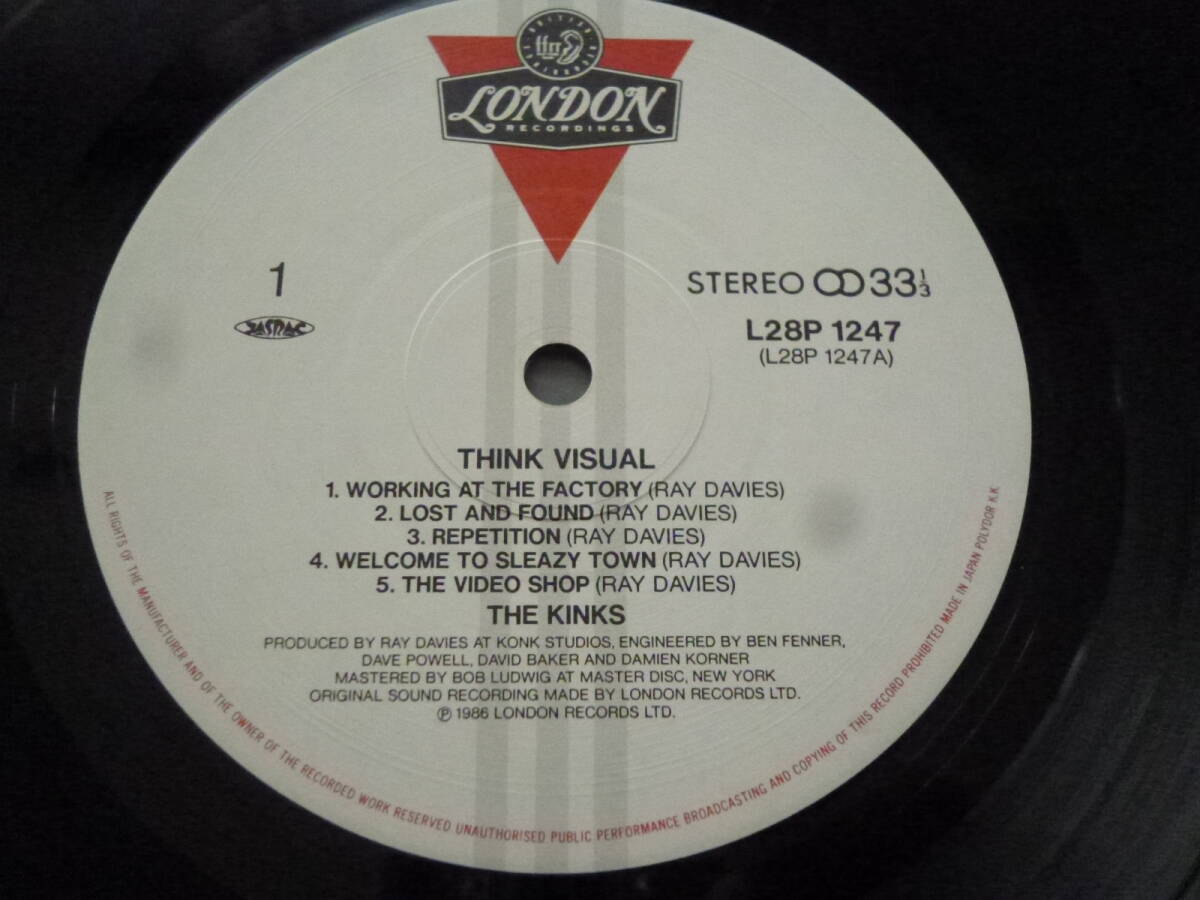 LONDON
RECORDINGS
1
JASRAC
STEREO 33 1/3
L28P 1247
(L28P 1247A)
THINK VISUAL
1. WORKING AT THE FACTORY (RAY DAVIES)
2. LOST AND FOUND (RAY DAVIES)
3. REPETITION (RAY DAVIES)
4. WELCOME TO SLEAZY TOWN (RAY DAVIES)
5. THE VIDEO SHOP (RAY DAVIES)
THE KINKS
PRODUCED BY RAY DAVIES AT KONK STUDIOS, ENGINEERED BY BEN FENNER,
DAVE POWELL, DAVID BAKER AND DAMIEN KORNER
MASTERED BY BOB LUDWIG AT MASTER DISC, NEW YORK
ORIGINAL SOUND RECORDING MADE BY LONDON RECORDS LTD.
℗ 1986 LONDON RECORDS LTD.
ALL RIGHTS OF THE MANUFACTURER AND OF THE OWNER OF THE RECORDED WORK RESERVED UNAUTHORISED PUBLIC PERFORMANCE BROADCASTING AND COPYING OF THIS RECORD PROHIBITED MADE IN JAPAN POLYDOR K.K